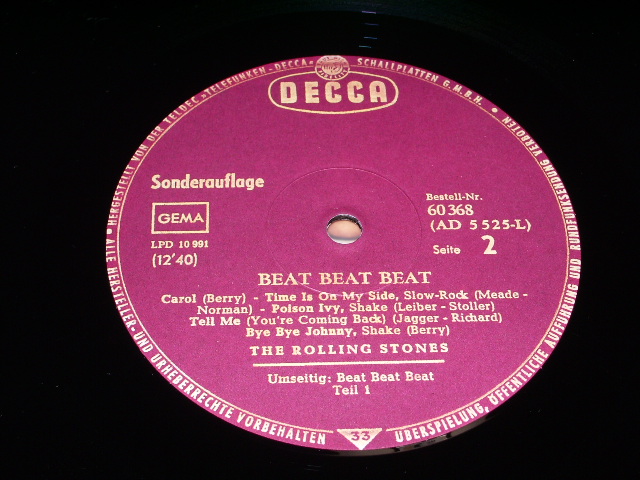 HERGESTELLT VON DER TELDEC »TELEFUNKEN-DECCA« SCHALLPLATTEN G.M.B.H.
DECCA
Sonderauflage
GEMA
LPD 10 991
(12'40)
Bestell-Nr.
60 368
(AD 5 525-L)
Seite 2
BEAT BEAT BEAT
Carol (Berry) - Time Is On My Side, Slow-Rock (Meade -
Norman) - Poison Ivy, Shake (Leiber - Stoller)
Tell Me (You're Coming Back) (Jagger - Richard)
Bye Bye Johnny, Shake (Berry)
THE ROLLING STONES
Umseitig: Beat Beat Beat
Teil 1
• ALLE HERSTELLER- UND URHEBERRECHTE VORBEHALTEN
33
ÜBERSPIELUNG, ÖFFENTLICHE AUFFÜHRUNG UND RUNDFUNKSENDUNG VERBOTEN •